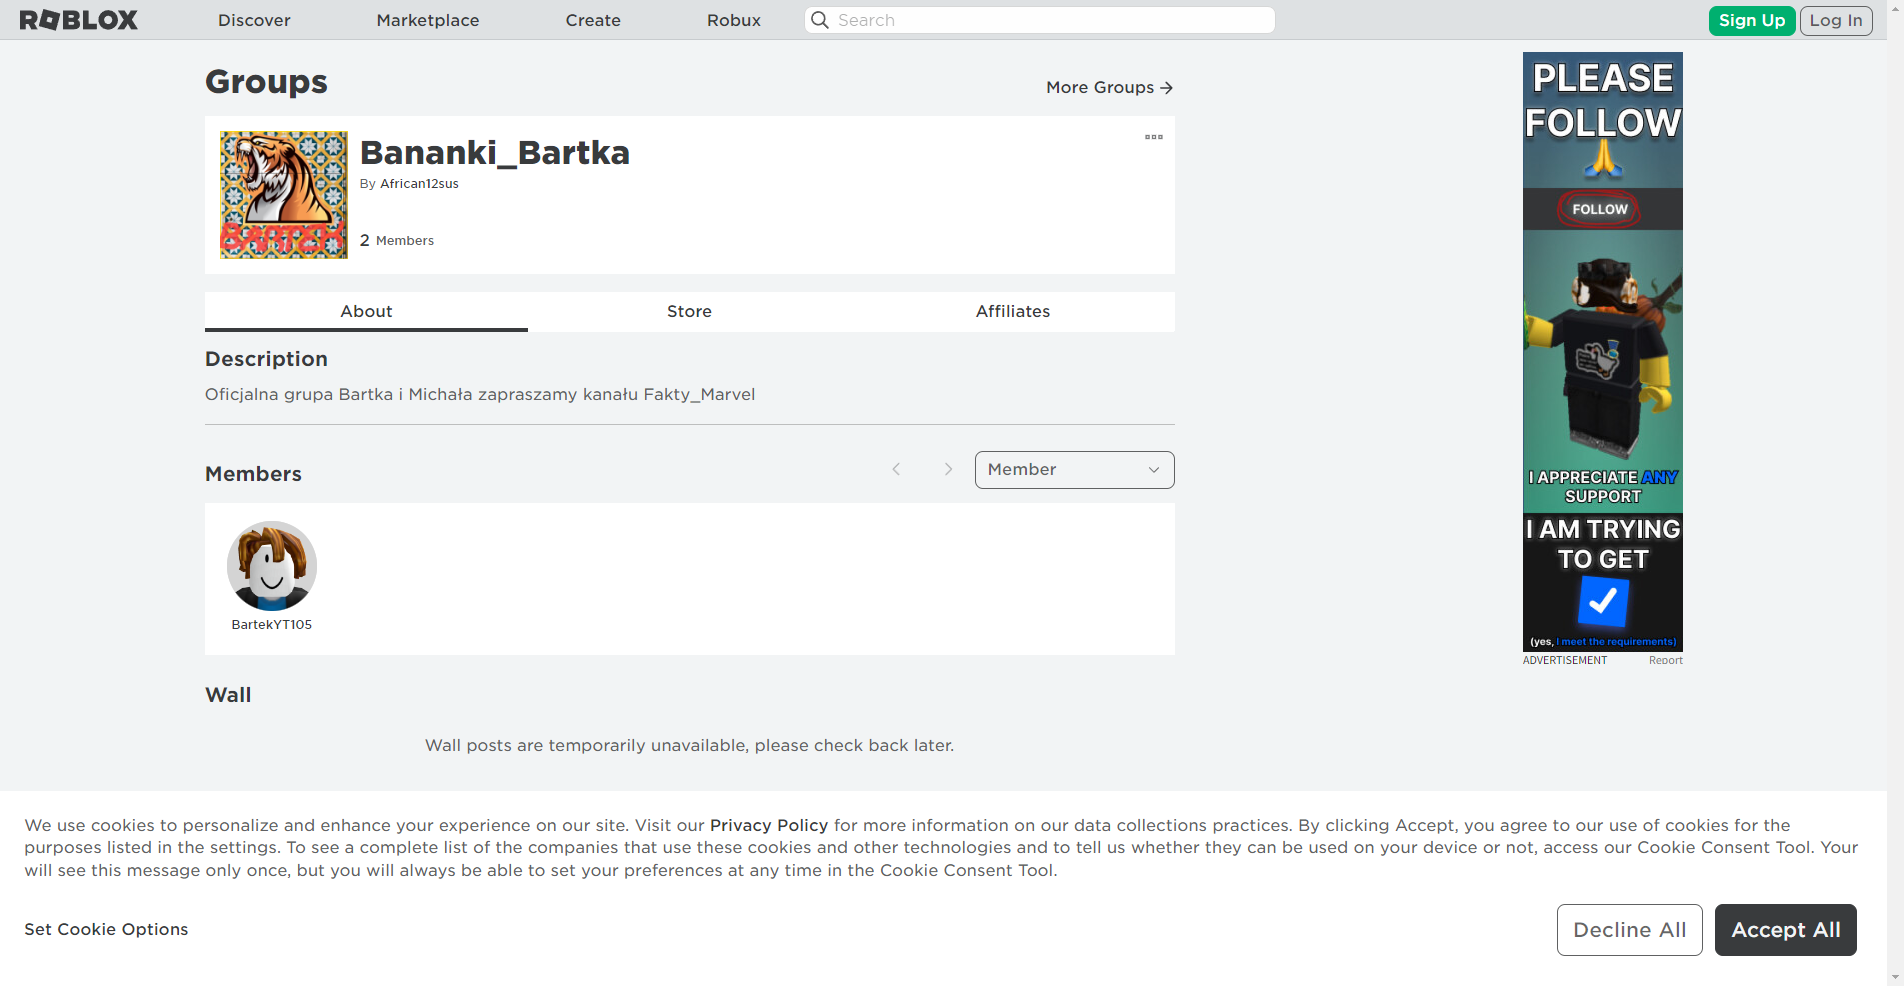 ROBLOX
Discover
Marketplace
Create
Robux
Search
Sign Up
Log In
Groups
More Groups
Bananki_Bartka
By African12sus
2 Members
BARTEK
About
Store
Affiliates
Description
Oficjalna grupa Bartka i Michała zapraszamy kanału Fakty_Marvel
Members
Member
BartekYT105
Wall
Wall posts are temporarily unavailable, please check back later.
PLEASE
FOLLOW
FOLLOW
I APPRECIATE ANY
SUPPORT
I AM TRYING
TO GET
(yes, I meet the requirements)
ADVERTISEMENT
Report
We use cookies to personalize and enhance your experience on our site. Visit our Privacy Policy for more information on our data collections practices. By clicking Accept, you agree to our use of cookies for the
purposes listed in the settings. To see a complete list of the companies that use these cookies and other technologies and to tell us whether they can be used on your device or not, access our Cookie Consent Tool. Your
will see this message only once, but you will always be able to set your preferences at any time in the Cookie Consent Tool.
Set Cookie Options
Decline All
Accept All